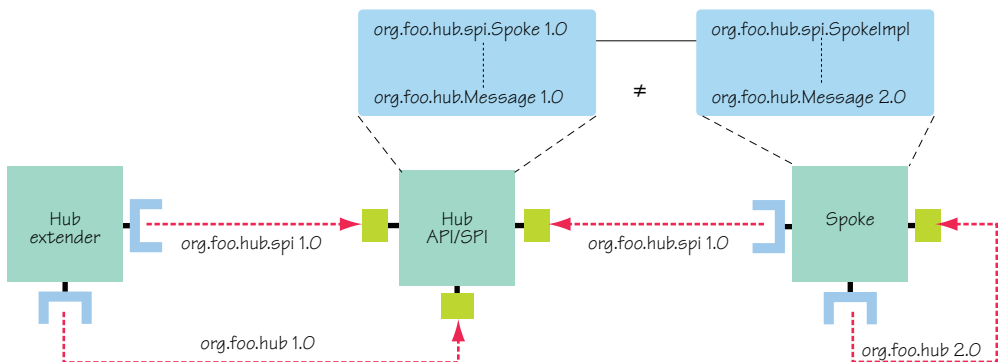 org.foo.hub.spi.Spoke 1.0
org.foo.hub.spi.SpokeImpl
org.foo.hub.Message 1.0
≠
org.foo.hub.Message 2.0
Hub
extender
org.foo.hub.spi 1.0
Hub
API/SPI
org.foo.hub.spi 1.0
Spoke
org.foo.hub 1.0
org.foo.hub 2.0